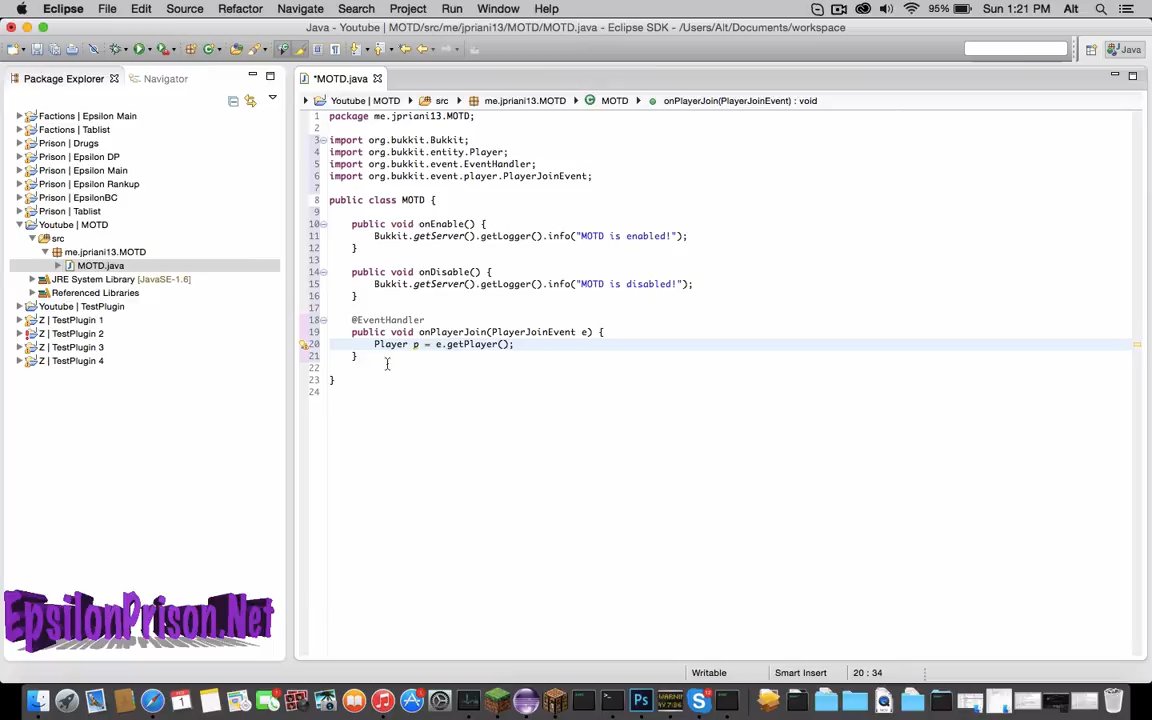 Eclipse File Edit Source Refactor Navigate Search Project Run Window Help 95% Sun 1:21 PM Alt
Java - Youtube | MOTD/src/me/jpriani13/MOTD/MOTD.java - Eclipse SDK - /Users/Alt/Documents/workspace
Java
Package Explorer Navigator
*MOTD.java
Youtube | MOTD src me.jpriani13.MOTD MOTD onPlayerJoin(PlayerJoinEvent) : void
Factions | Epsilon Main
Factions | Tablist
Prison | Drugs
Prison | Epsilon DP
Prison | Epsilon Main
Prison | Epsilon Rankup
Prison | EpsilonBC
Prison | Tablist
Youtube | MOTD
src
me.jpriani13.MOTD
MOTD.java
JRE System Library [JavaSE-1.6]
Referenced Libraries
Youtube | TestPlugin
Z | TestPlugin 1
Z | TestPlugin 2
Z | TestPlugin 3
Z | TestPlugin 4
1 package me.jpriani13.MOTD;
2
3 import org.bukkit.Bukkit;
4 import org.bukkit.entity.Player;
5 import org.bukkit.event.EventHandler;
6 import org.bukkit.event.player.PlayerJoinEvent;
7
8 public class MOTD {
9
10 public void onEnable() {
11 Bukkit.getServer().getLogger().info("MOTD is enabled!");
12 }
13
14 public void onDisable() {
15 Bukkit.getServer().getLogger().info("MOTD is disabled!");
16 }
17
18 @EventHandler
19 public void onPlayerJoin(PlayerJoinEvent e) {
20 Player p = e.getPlayer();
21 }
22
23 }
24
EpsilonPrison.Net
Writable Smart Insert 20 : 34